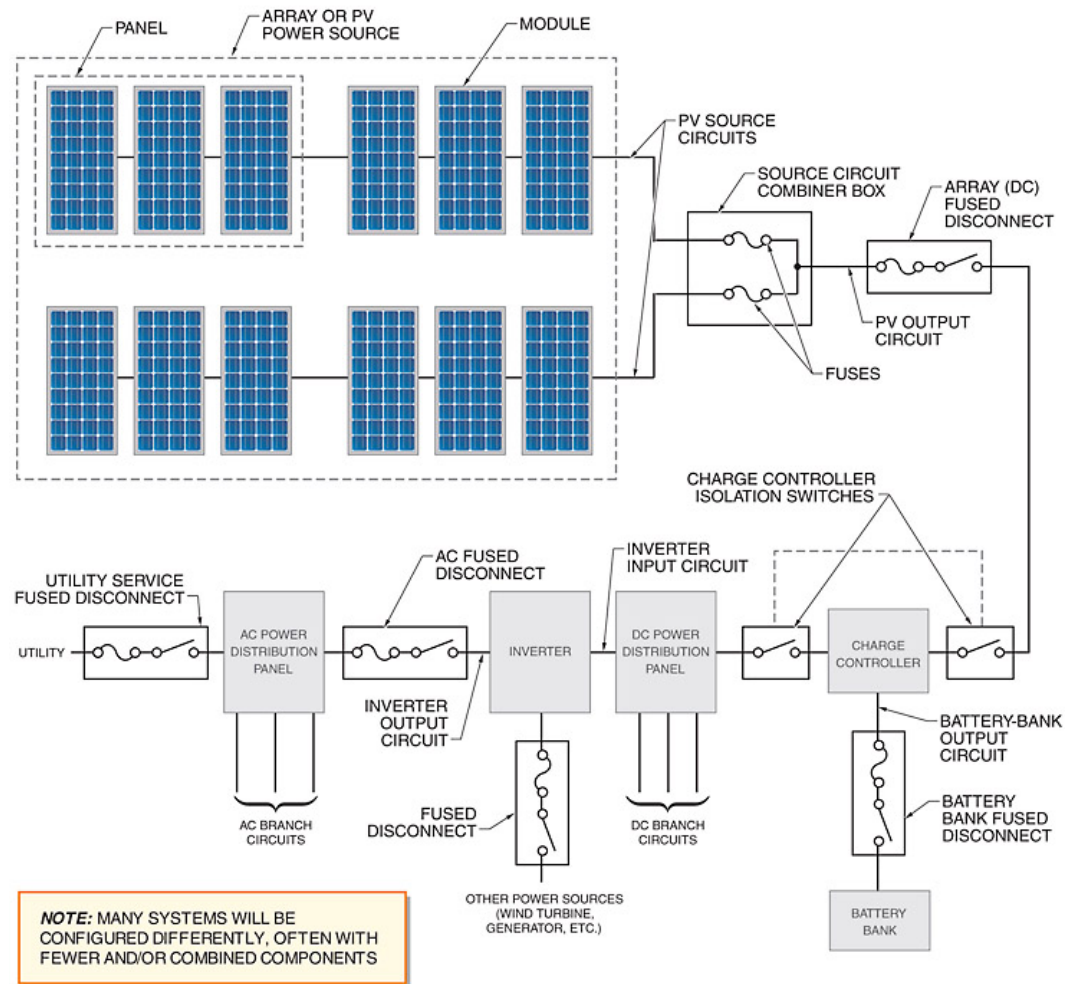 PANEL
ARRAY OR PV
POWER SOURCE
MODULE
PV SOURCE
CIRCUITS
SOURCE CIRCUIT
COMBINER BOX
ARRAY (DC)
FUSED
DISCONNECT
PV OUTPUT
CIRCUIT
FUSES
CHARGE CONTROLLER
ISOLATION SWITCHES
UTILITY SERVICE
FUSED DISCONNECT
AC FUSED
DISCONNECT
INVERTER
INPUT CIRCUIT
UTILITY
AC POWER
DISTRIBUTION
PANEL
INVERTER
DC POWER
DISTRIBUTION
PANEL
CHARGE
CONTROLLER
INVERTER
OUTPUT
CIRCUIT
BATTERY-BANK
OUTPUT
CIRCUIT
FUSED
DISCONNECT
BATTERY
BANK FUSED
DISCONNECT
AC BRANCH
CIRCUITS
DC BRANCH
CIRCUITS
OTHER POWER SOURCES
(WIND TURBINE,
GENERATOR, ETC.)
BATTERY
BANK
NOTE: MANY SYSTEMS WILL BE
CONFIGURED DIFFERENTLY, OFTEN WITH
FEWER AND/OR COMBINED COMPONENTS